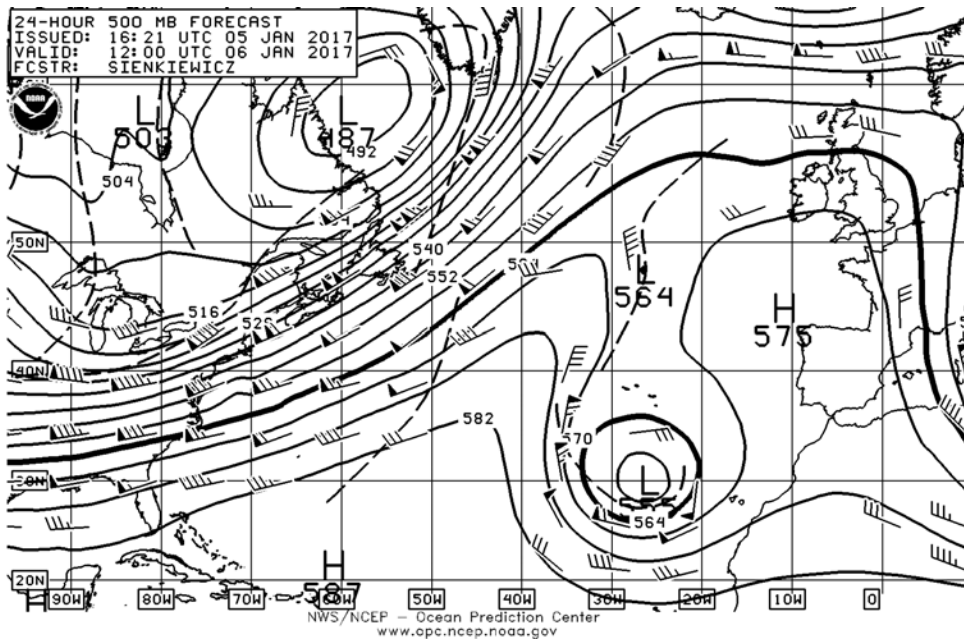 24-HOUR 500 MB FORECAST
ISSUED: 16:21 UTC 05 JAN 2017
VALID: 12:00 UTC 06 JAN 2017
FCSTR: SIENKIEWICZ
NOAA
L
503
L
487
492
504
50N
540
552
L
564
516
H
575
40N
582
570
L
30N
564
H
587
20N
H
90W 80W 70W 60W 50W 40W 30W 20W 10W 0
NWS/NCEP – Ocean Prediction Center
www.opc.ncep.noaa.gov